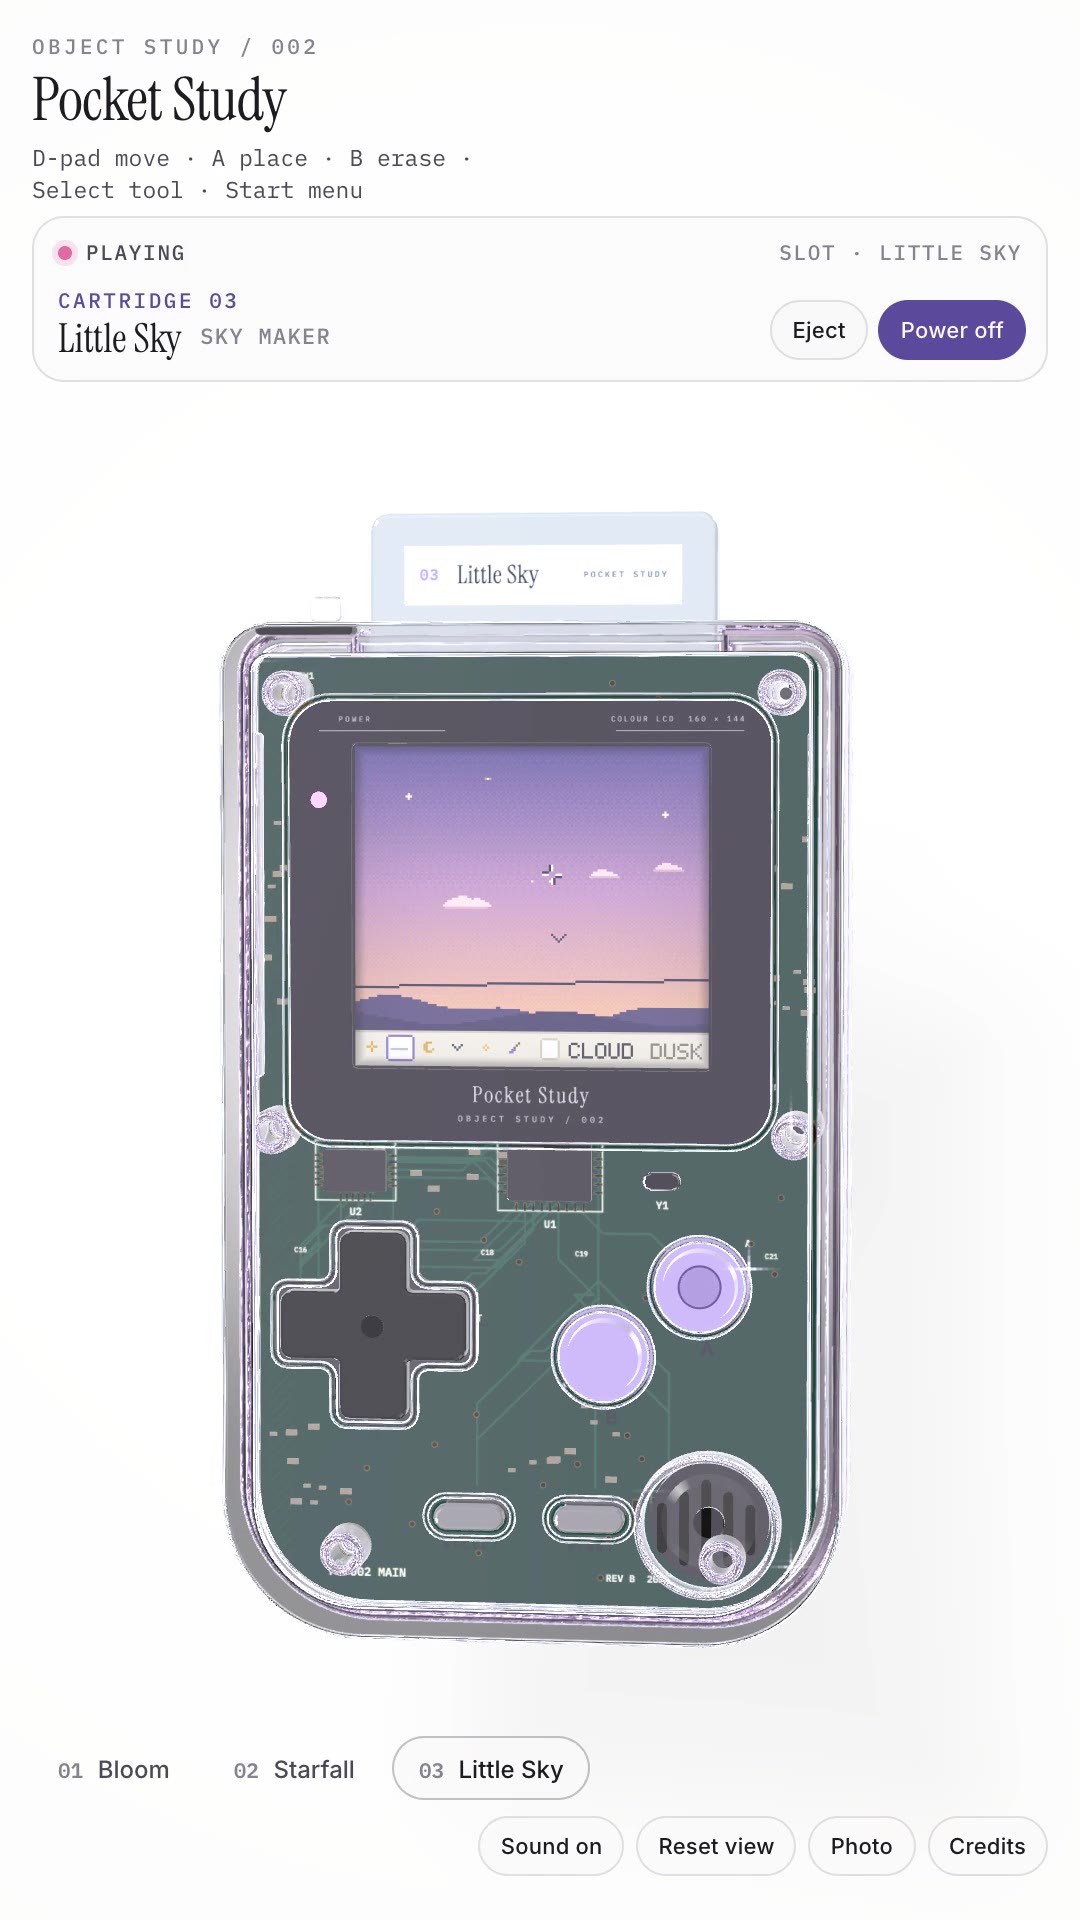 OBJECT STUDY / 002
Pocket Study
D-pad move · A place · B erase ·
Select tool · Start menu
PLAYING
SLOT · LITTLE SKY
CARTRIDGE 03
Little Sky SKY MAKER
Eject
Power off
03 Little Sky POCKET STUDY
POWER
COLOUR LCD 160 × 144
CLOUD DUSK
Pocket Study
OBJECT STUDY / 002
U2
U1
Y1
C16
C18
C19
A
C21
A
B
002 MAIN
REV B
01 Bloom
02 Starfall
03 Little Sky
Sound on
Reset view
Photo
Credits